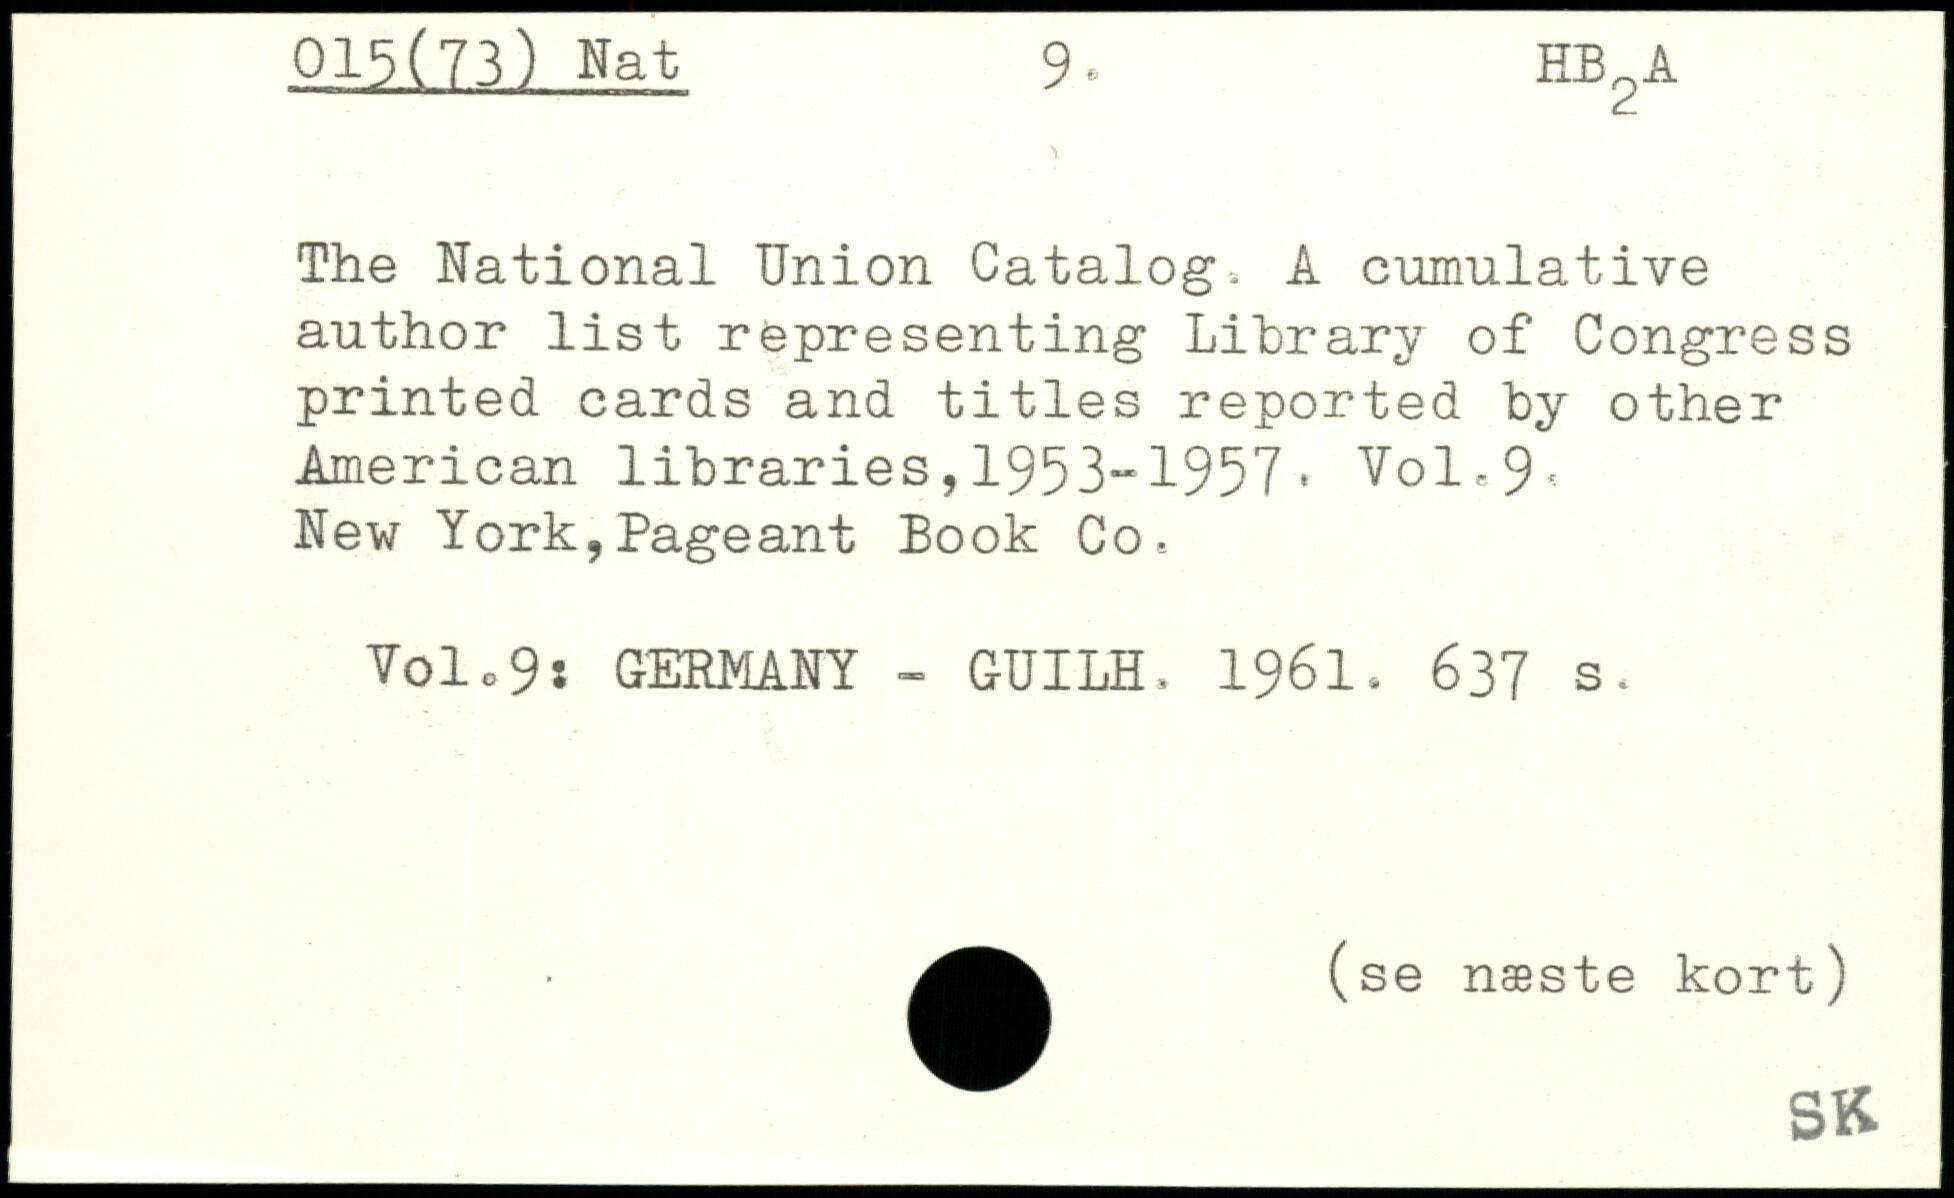 015(73) Nat 9. HB2A
The National Union Catalog. A cumulative
author list representing Library of Congress
printed cards and titles reported by other
American libraries,1953-1957. Vol.9.
New York,Pageant Book Co.
Vol.9: GERMANY - GUILH. 1961. 637 s.
(se næste kort)
SK